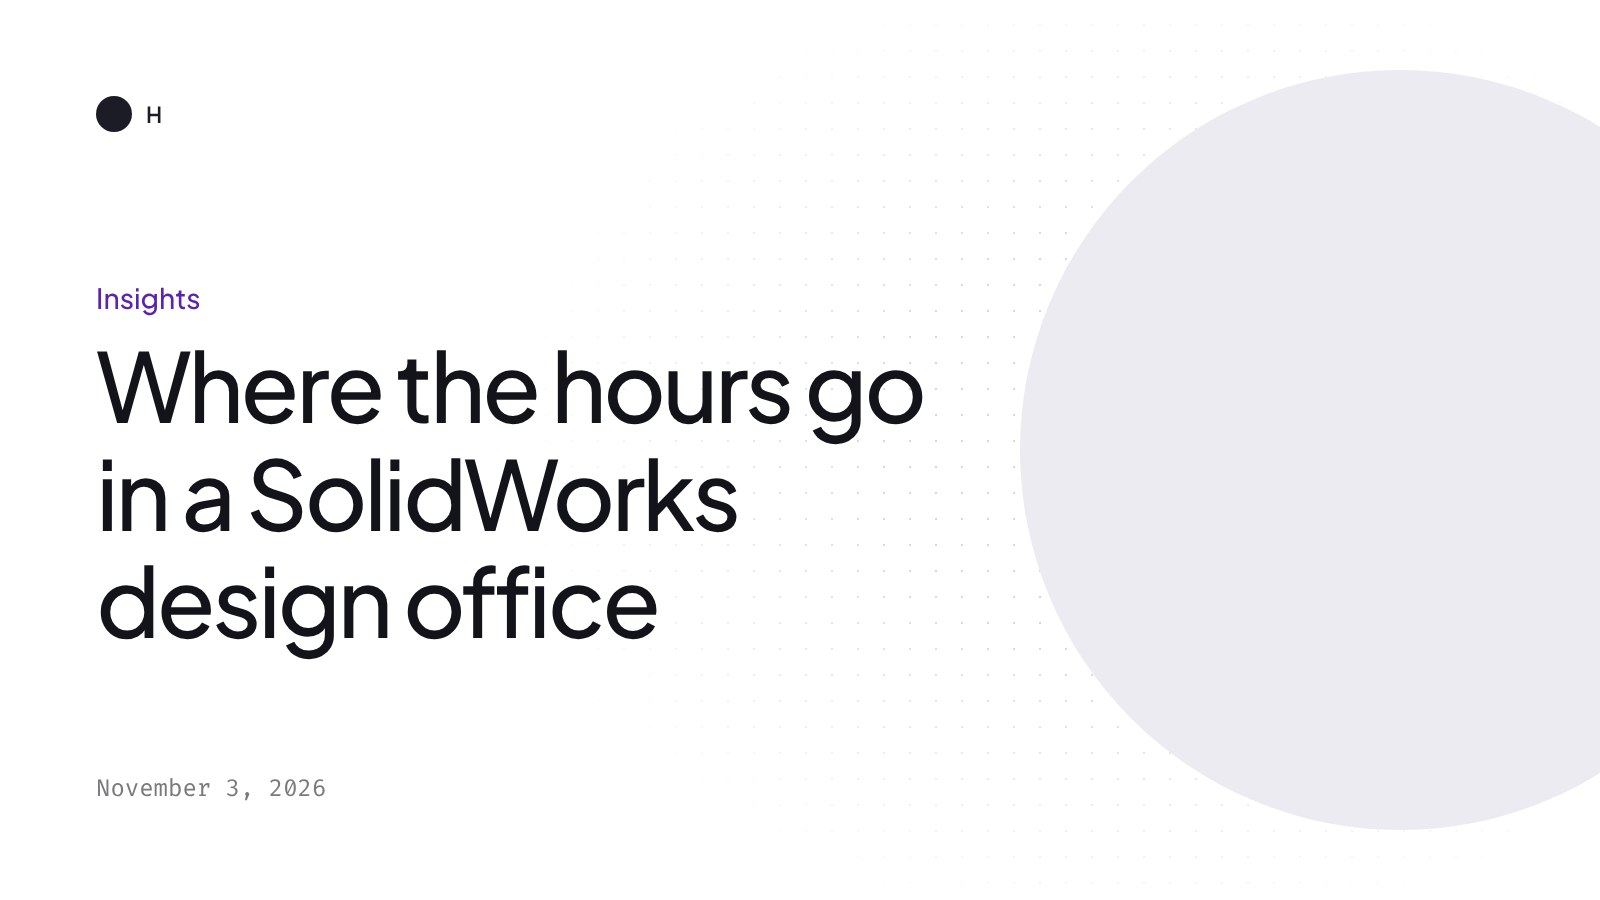 H
Insights
Where the hours go
in a SolidWorks
design office
November 3, 2026